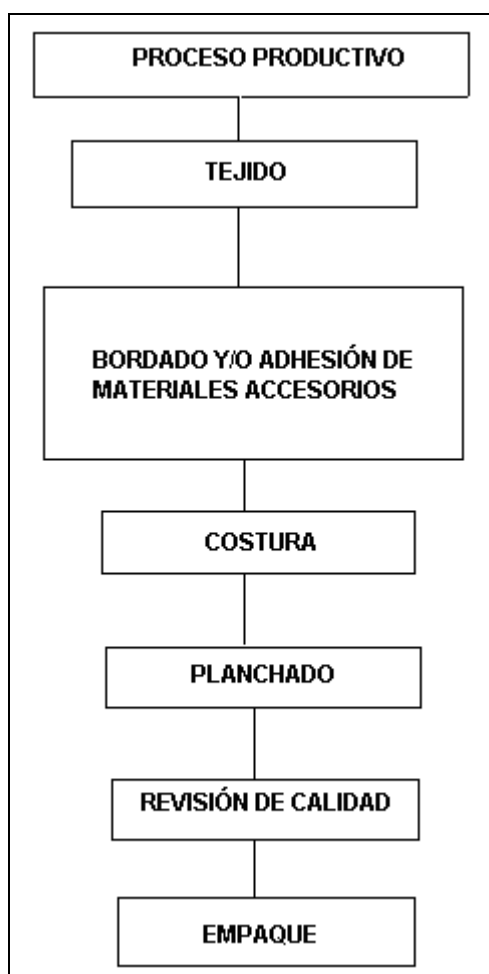 PROCESO PRODUCTIVO
TEJIDO
BORDADO Y/O ADHESIÓN DE
MATERIALES ACCESORIOS
COSTURA
PLANCHADO
REVISIÓN DE CALIDAD
EMPAQUE